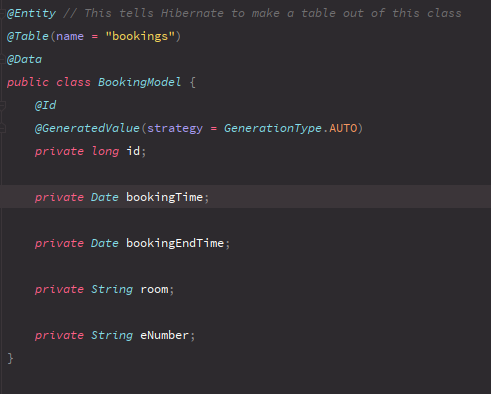 @Entity // This tells Hibernate to make a table out of this class
@Table(name = "bookings")
@Data
public class BookingModel {
    @Id
    @GeneratedValue(strategy = GenerationType.AUTO)
    private long id;
    private Date bookingTime;
    private Date bookingEndTime;
    private String room;
    private String eNumber;
}